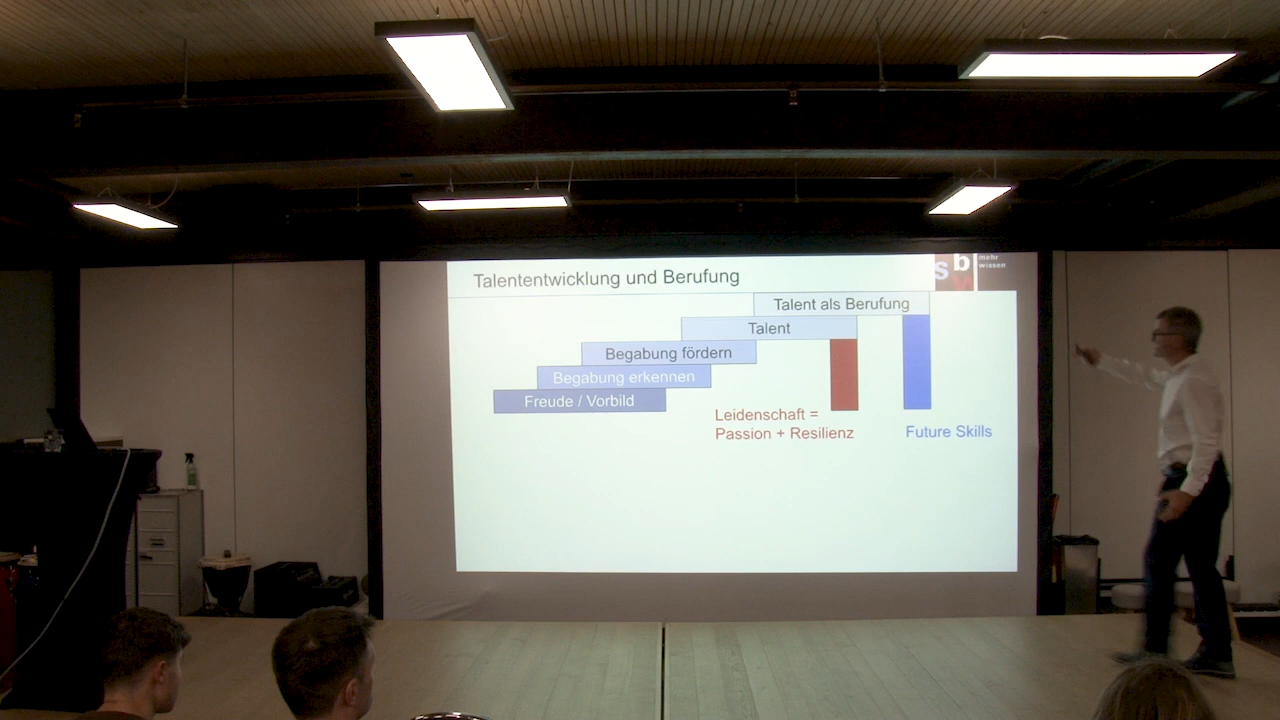 Talententwicklung und Berufung
sb
mehr
wissen
Talent als Berufung
Talent
Begabung fördern
Begabung erkennen
Freude / Vorbild
Leidenschaft =
Passion + Resilienz
Future Skills